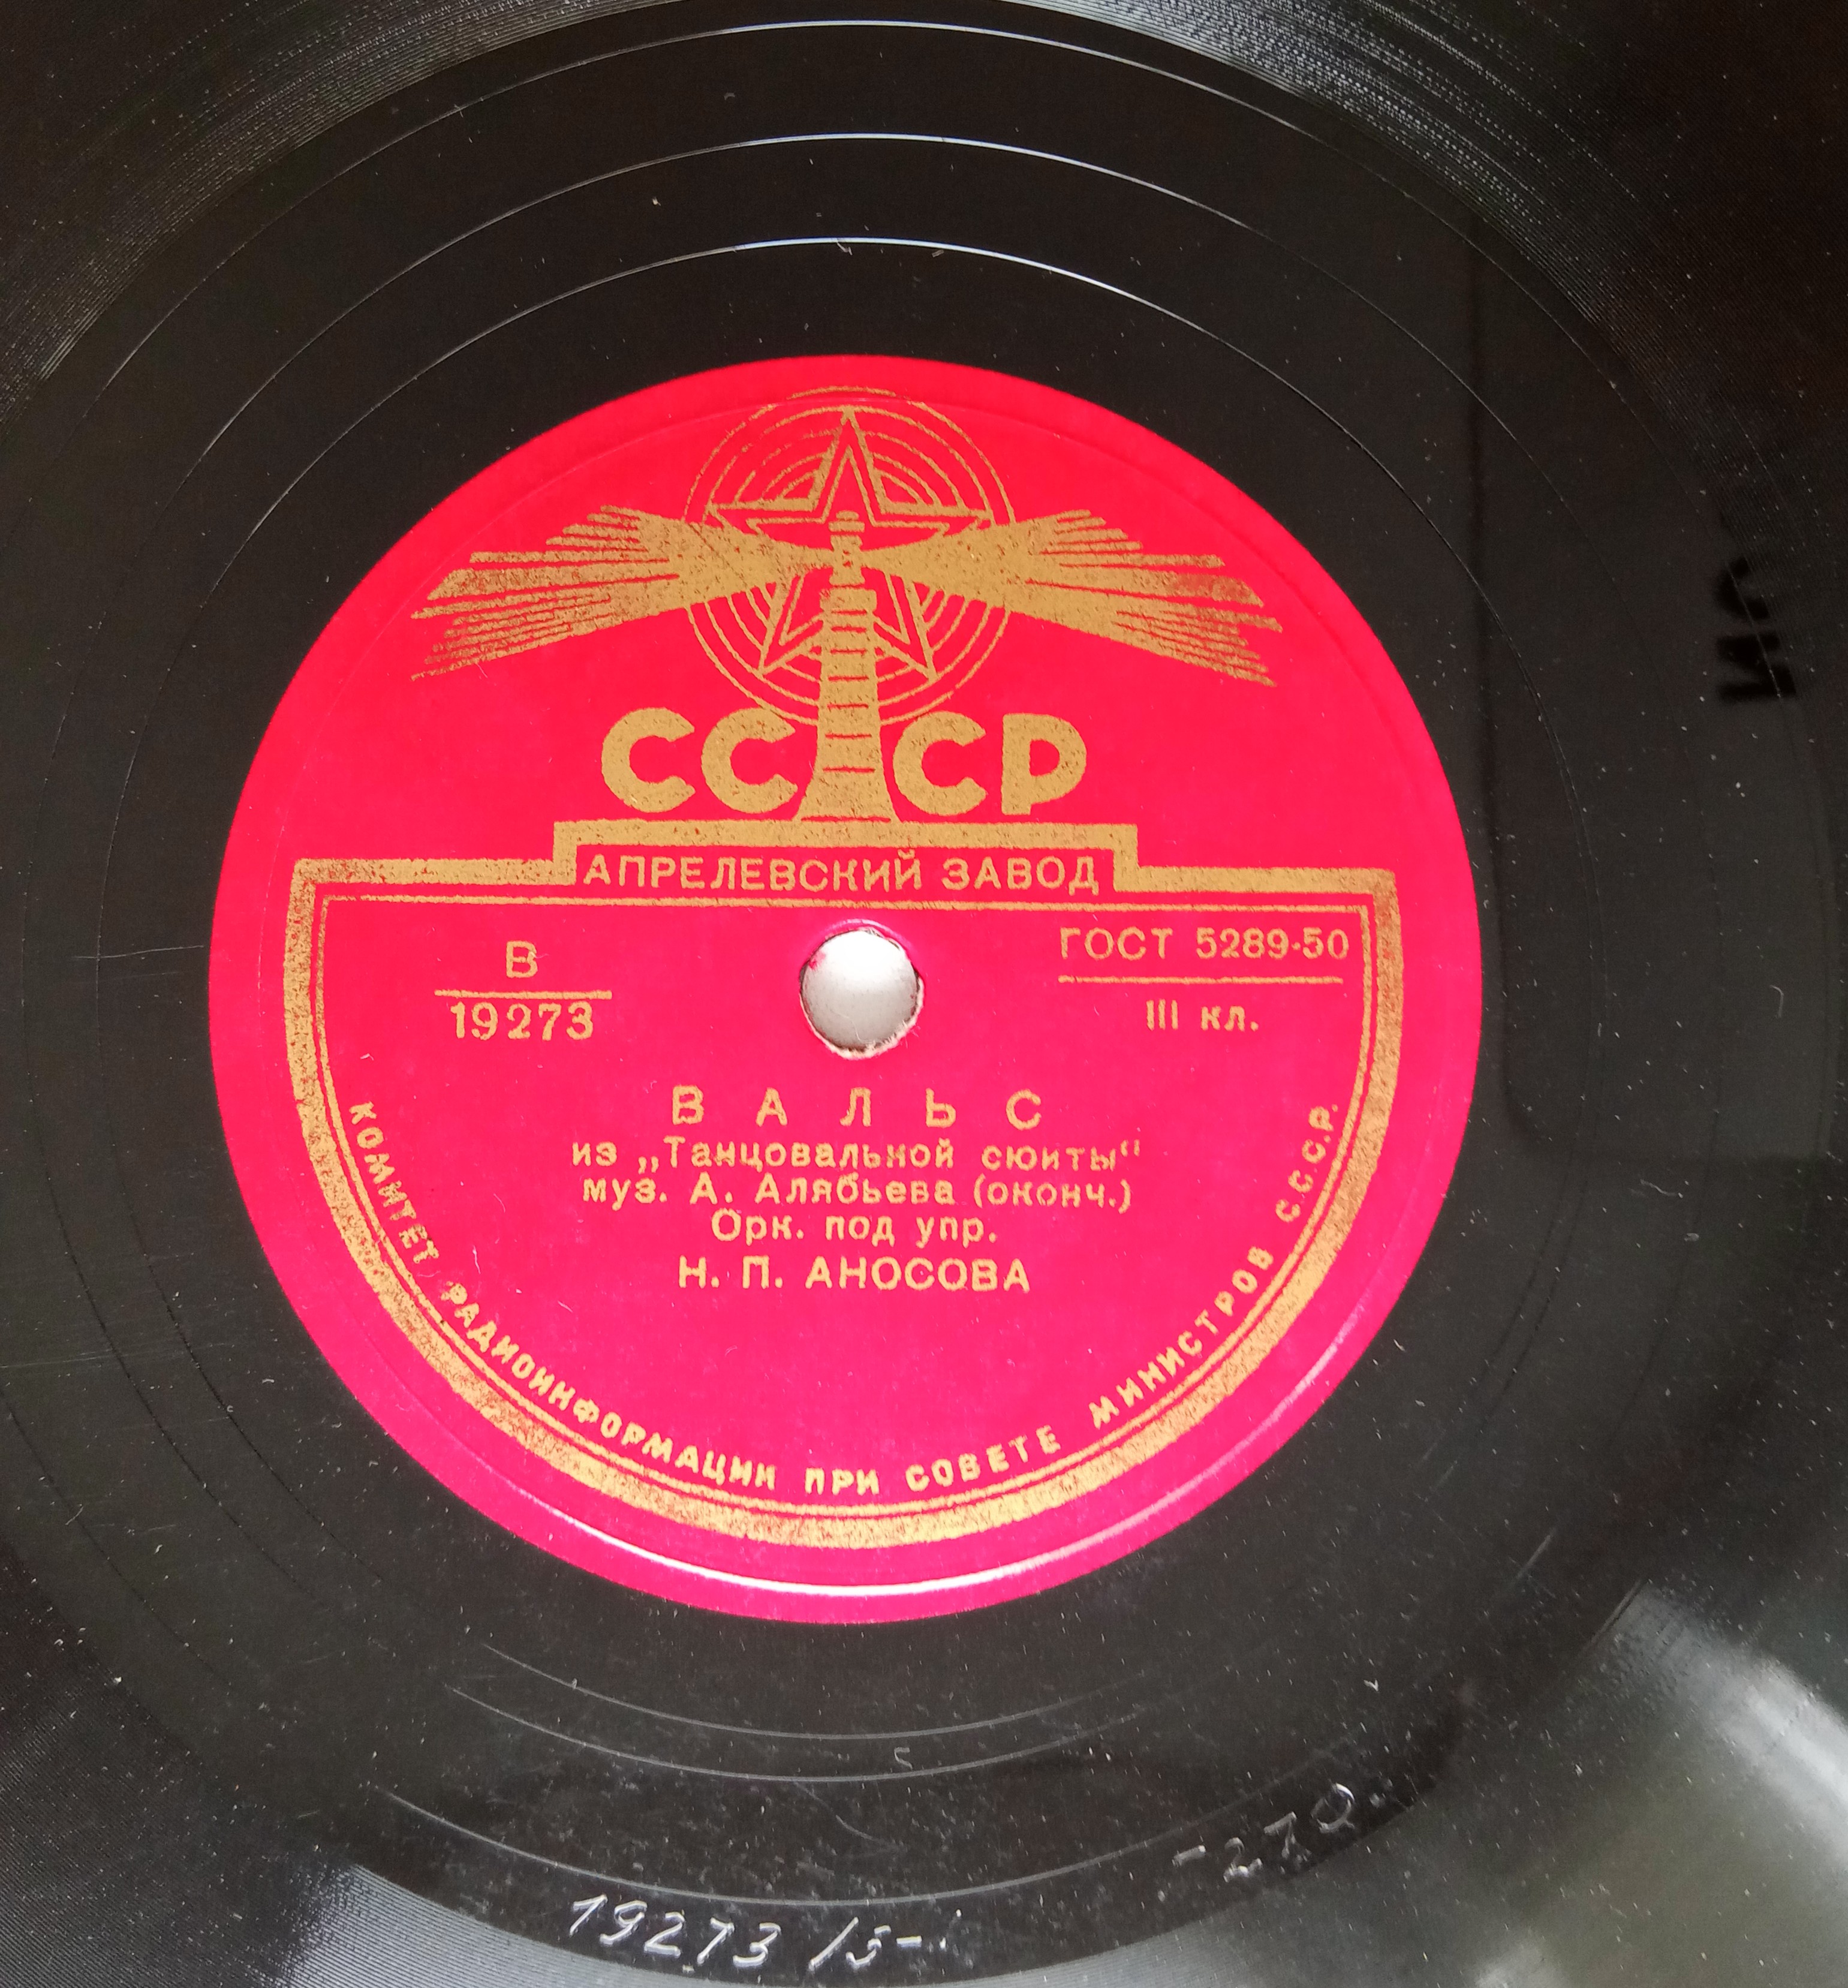 СССР
АПРЕЛЕВСКИЙ ЗАВОД
В
19273
ГОСТ 5289-50
III кл.
ВАЛЬС
из „Танцовальной сюиты“
муз. А. Алябьева (оконч.)
Орк. под упр.
Н. П. АНОСОВА
КОМИТЕТ РАДИОИНФОРМАЦИИ ПРИ СОВЕТЕ МИНИСТРОВ С.С.С.Р.
19273 /5-
-270.